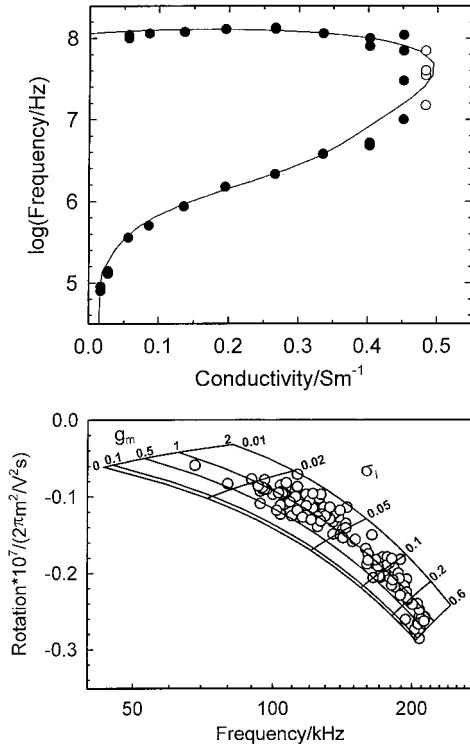 8
7
6
5
log(Frequency/Hz)
0.0 0.1 0.2 0.3 0.4 0.5
Conductivity/Sm⁻¹
0.0
-0.1
-0.2
-0.3
Rotation*10⁷/(2πm²/V²s)
gₘ
0 0.1 0.5 1 2
σᵢ
0.01
0.02
0.05
0.1
0.2
0.6
50 100 200
Frequency/kHz